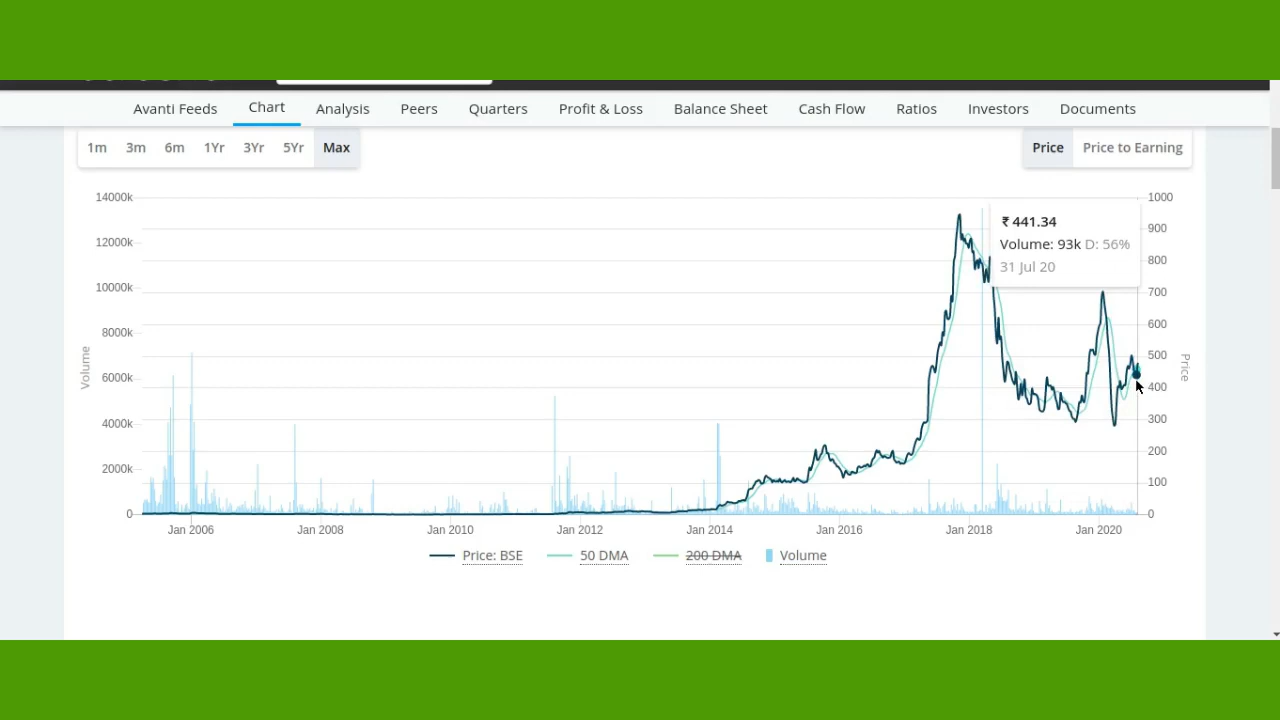 Avanti Feeds Chart Analysis Peers Quarters Profit & Loss Balance Sheet Cash Flow Ratios Investors Documents
1m 3m 6m 1Yr 3Yr 5Yr Max Price Price to Earning
14000k 1000
₹ 441.34
12000k 900
Volume: 93k D: 56%
800
31 Jul 20
10000k 700
8000k 600
Volume 500 Price
6000k 400
4000k 300
2000k 200
100
0 0
Jan 2006 Jan 2008 Jan 2010 Jan 2012 Jan 2014 Jan 2016 Jan 2018 Jan 2020
Price: BSE 50 DMA 200 DMA Volume